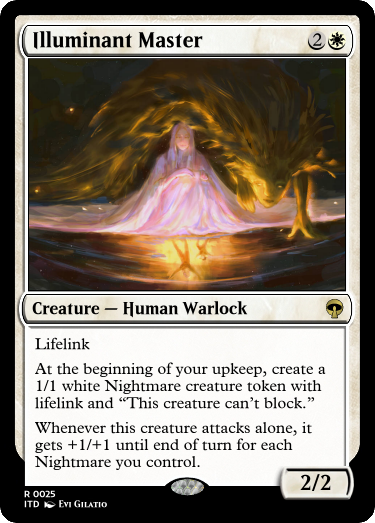 Illuminant Master 2
Creature — Human Warlock
Lifelink
At the beginning of your upkeep, create a
1/1 white Nightmare creature token with
lifelink and “This creature can’t block.”
Whenever this creature attacks alone, it
gets +1/+1 until end of turn for each
Nightmare you control.
2/2
R 0025
ITD Evi Gilatio